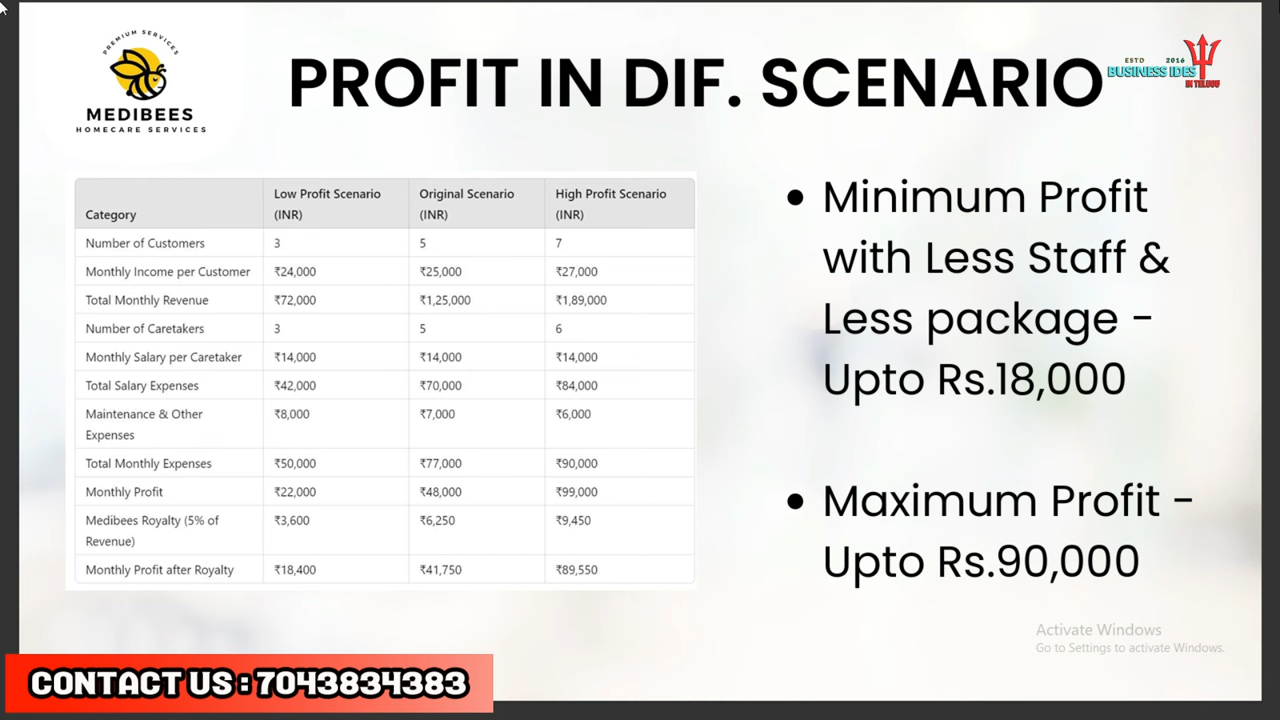 PREMIUM SERVICES
MEDIBEES
HOMECARE SERVICES
PROFIT IN DIF. SCENARIO
ESTD 2016
BUSINESS IDES
IN TELUGU
Category | Low Profit Scenario (INR) | Original Scenario (INR) | High Profit Scenario (INR)
Number of Customers | 3 | 5 | 7
Monthly Income per Customer | ₹24,000 | ₹25,000 | ₹27,000
Total Monthly Revenue | ₹72,000 | ₹1,25,000 | ₹1,89,000
Number of Caretakers | 3 | 5 | 6
Monthly Salary per Caretaker | ₹14,000 | ₹14,000 | ₹14,000
Total Salary Expenses | ₹42,000 | ₹70,000 | ₹84,000
Maintenance & Other Expenses | ₹8,000 | ₹7,000 | ₹6,000
Total Monthly Expenses | ₹50,000 | ₹77,000 | ₹90,000
Monthly Profit | ₹22,000 | ₹48,000 | ₹99,000
Medibees Royalty (5% of Revenue) | ₹3,600 | ₹6,250 | ₹9,450
Monthly Profit after Royalty | ₹18,400 | ₹41,750 | ₹89,550
• Minimum Profit
with Less Staff &
Less package -
Upto Rs.18,000
• Maximum Profit -
Upto Rs.90,000
Activate Windows
Go to Settings to activate Windows.
CONTACT US : 7043834383